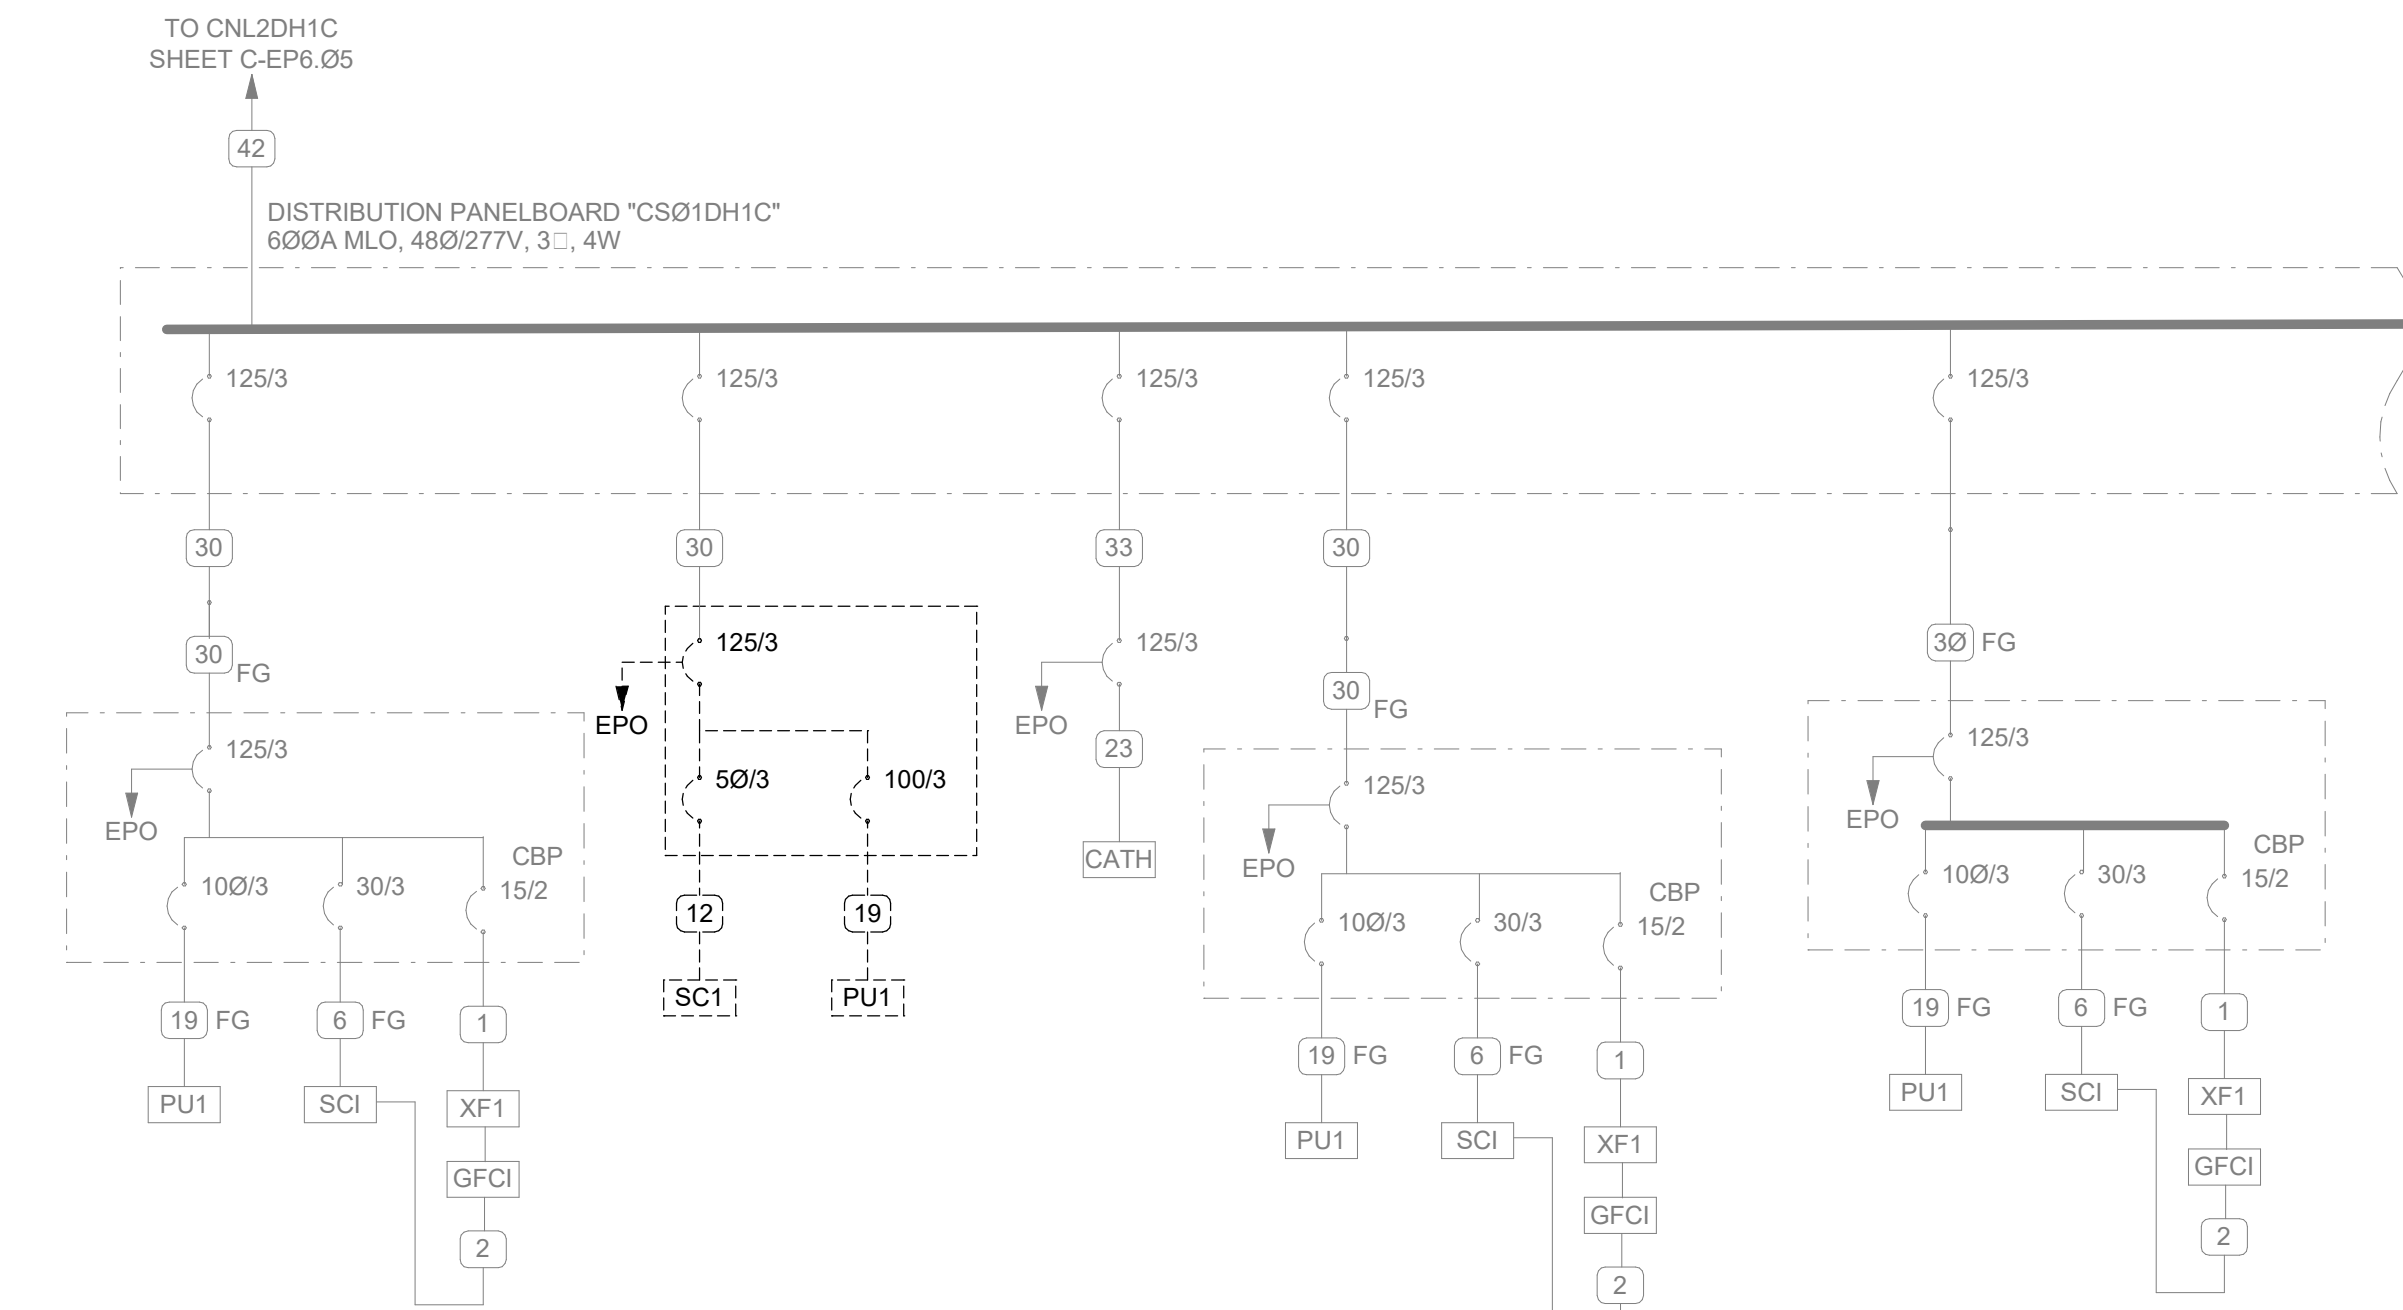 TO CNL2DH1C
SHEET C-EP6.Ø5
42
DISTRIBUTION PANELBOARD "CSØ1DH1C"
6ØØA MLO, 48Ø/277V, 3□, 4W
125/3
125/3
125/3
125/3
125/3
30
30
33
30
30
FG
125/3
EPO
125/3
EPO
30
FG
3Ø FG
23
125/3
EPO
5Ø/3
100/3
125/3
EPO
125/3
EPO
CBP
10Ø/3
30/3
15/2
12
19
CATH
CBP
10Ø/3
30/3
15/2
CBP
10Ø/3
30/3
15/2
SC1
PU1
19 FG
6 FG
1
19 FG
6 FG
1
19 FG
6 FG
1
PU1
SCI
XF1
PU1
SCI
XF1
PU1
SCI
XF1
GFCI
GFCI
GFCI
2
2
2